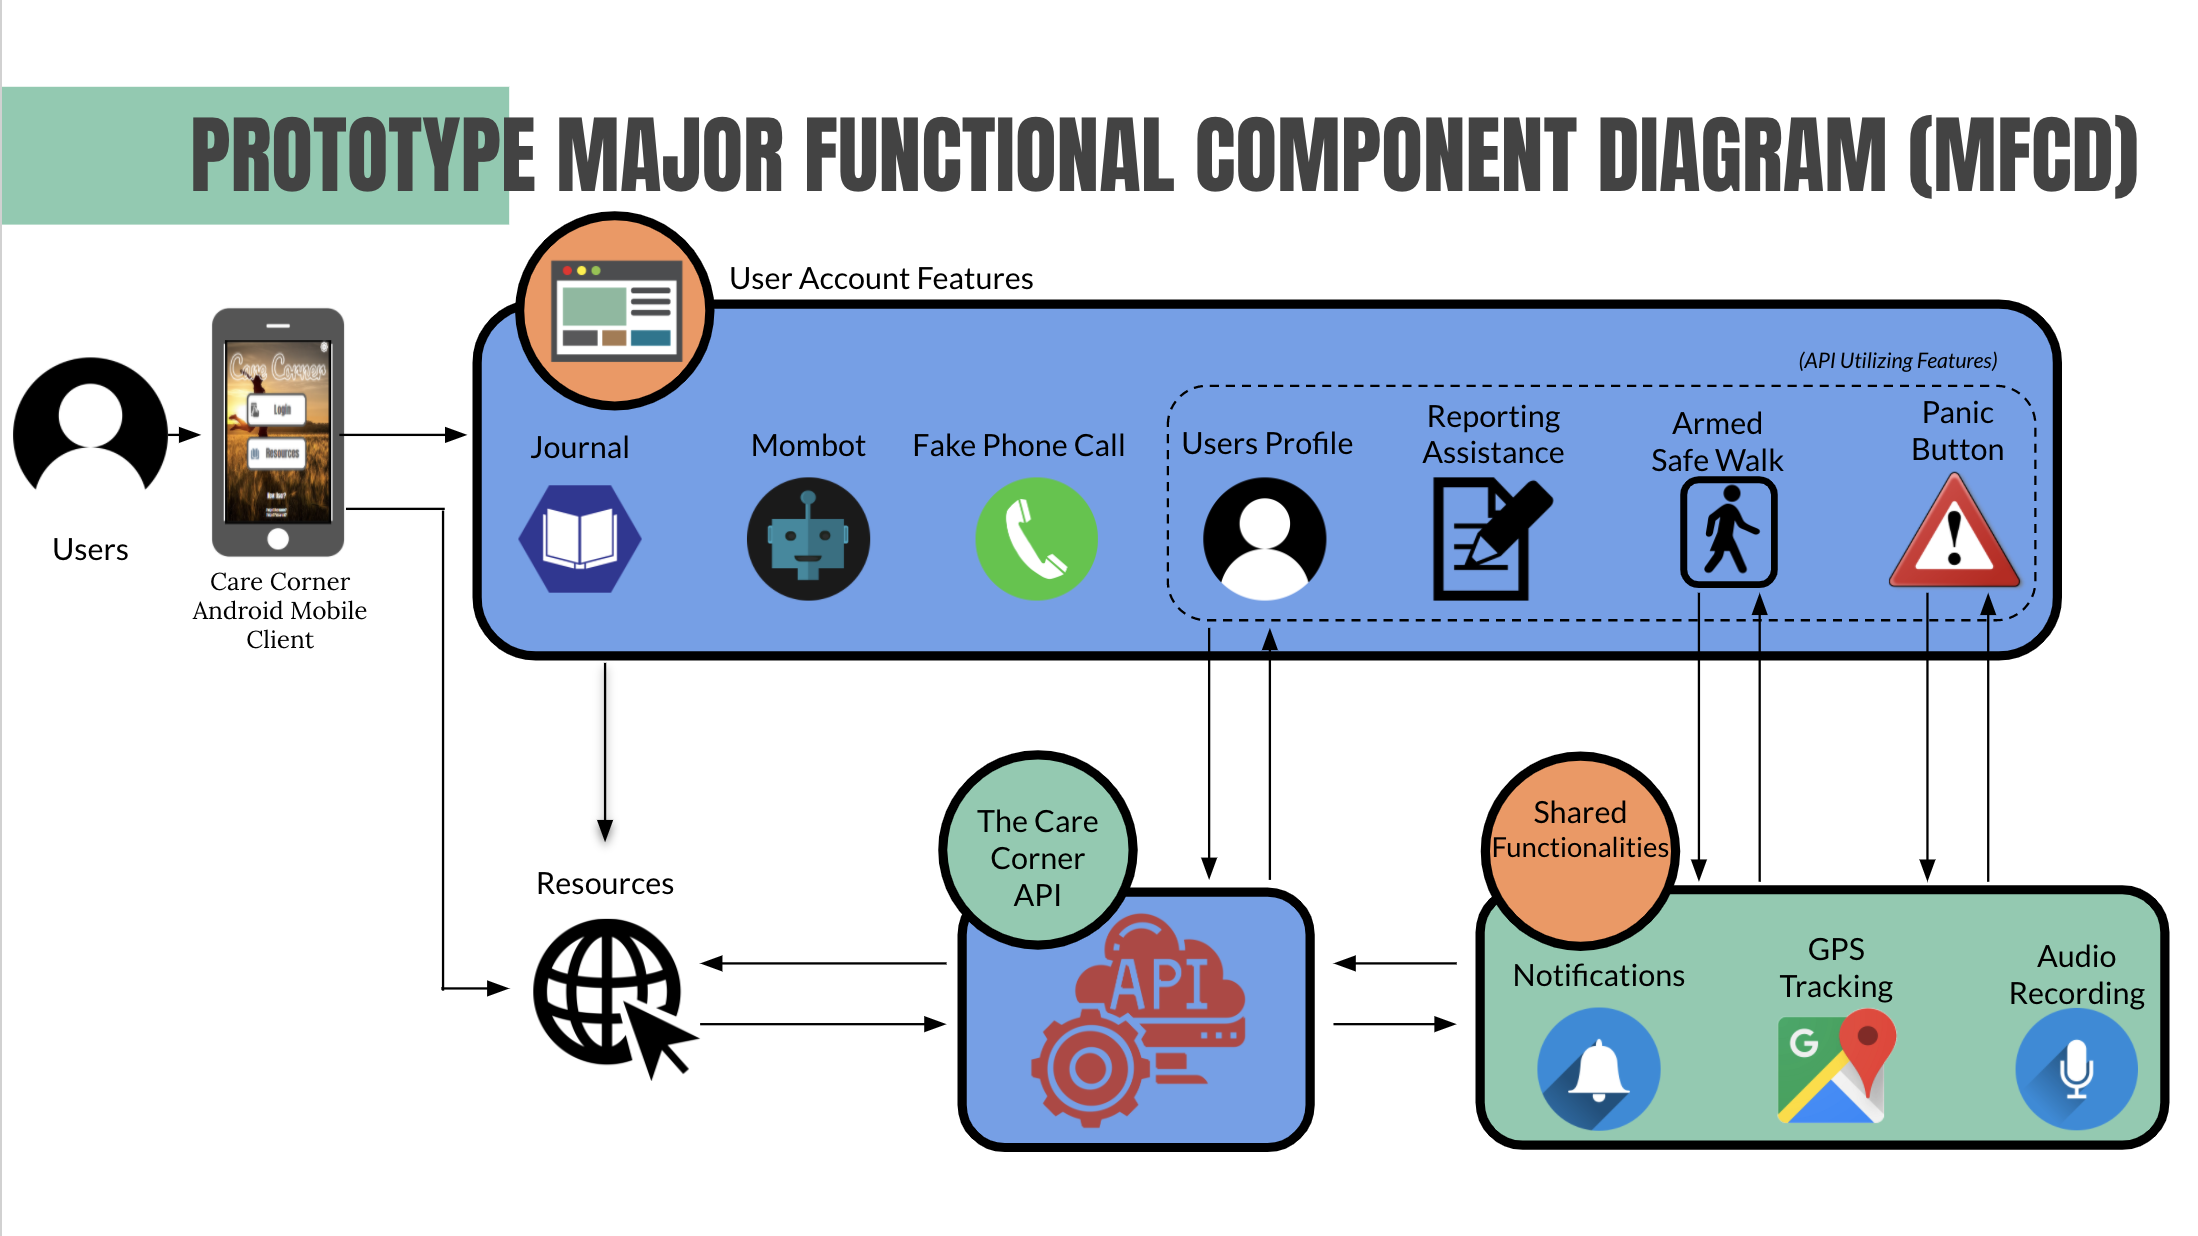 PROTOTYPE MAJOR FUNCTIONAL COMPONENT DIAGRAM (MFCD)
User Account Features
(API Utilizing Features)
Care Corner
Login
Resources
Users
Care Corner
Android Mobile
Client
Journal
Mombot
Fake Phone Call
Users Profile
Reporting
Assistance
Armed
Safe Walk
Panic
Button
Resources
The Care
Corner
API
API
Shared
Functionalities
Notifications
GPS
Tracking
G
Audio
Recording